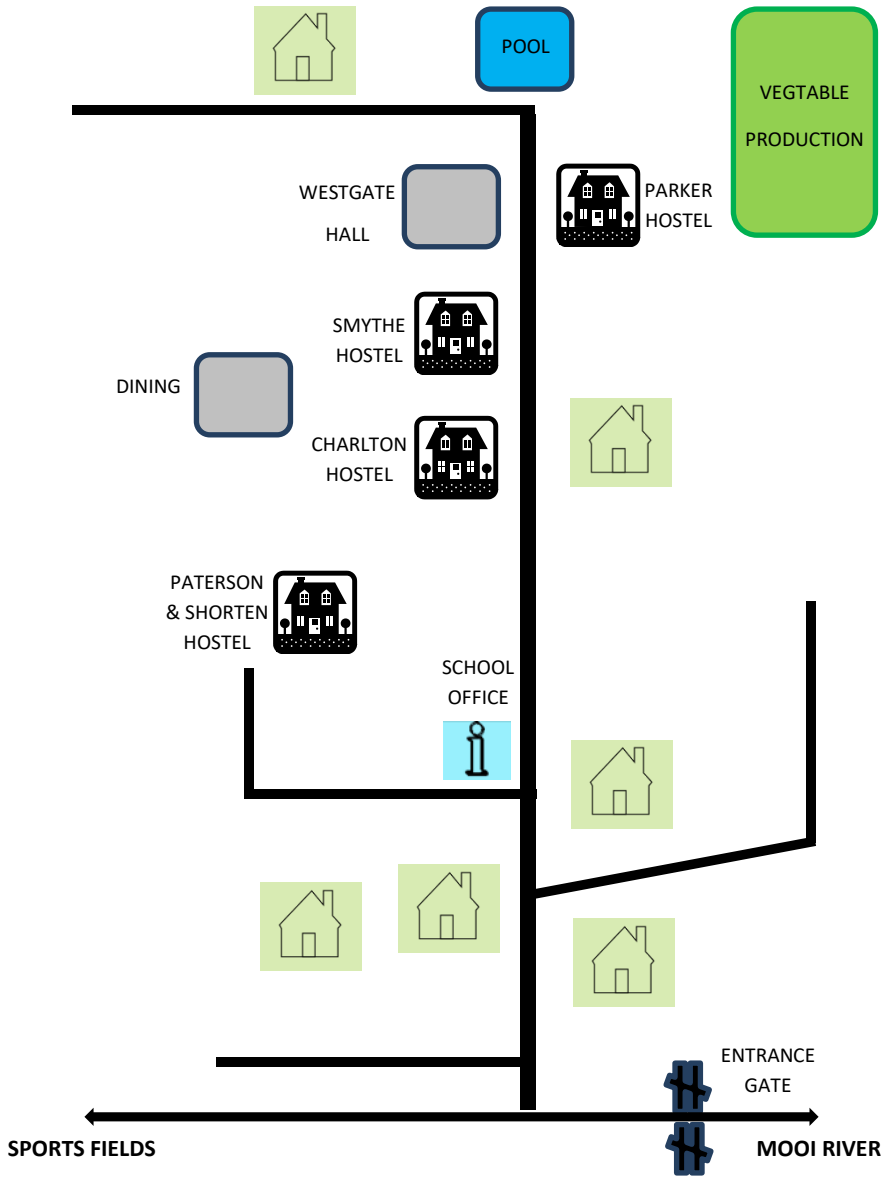 POOL
VEGTABLE
PRODUCTION
WESTGATE
HALL
PARKER
HOSTEL
SMYTHE
HOSTEL
DINING
CHARLTON
HOSTEL
PATERSON
& SHORTEN
HOSTEL
SCHOOL
OFFICE
ENTRANCE
GATE
SPORTS FIELDS
MOOI RIVER